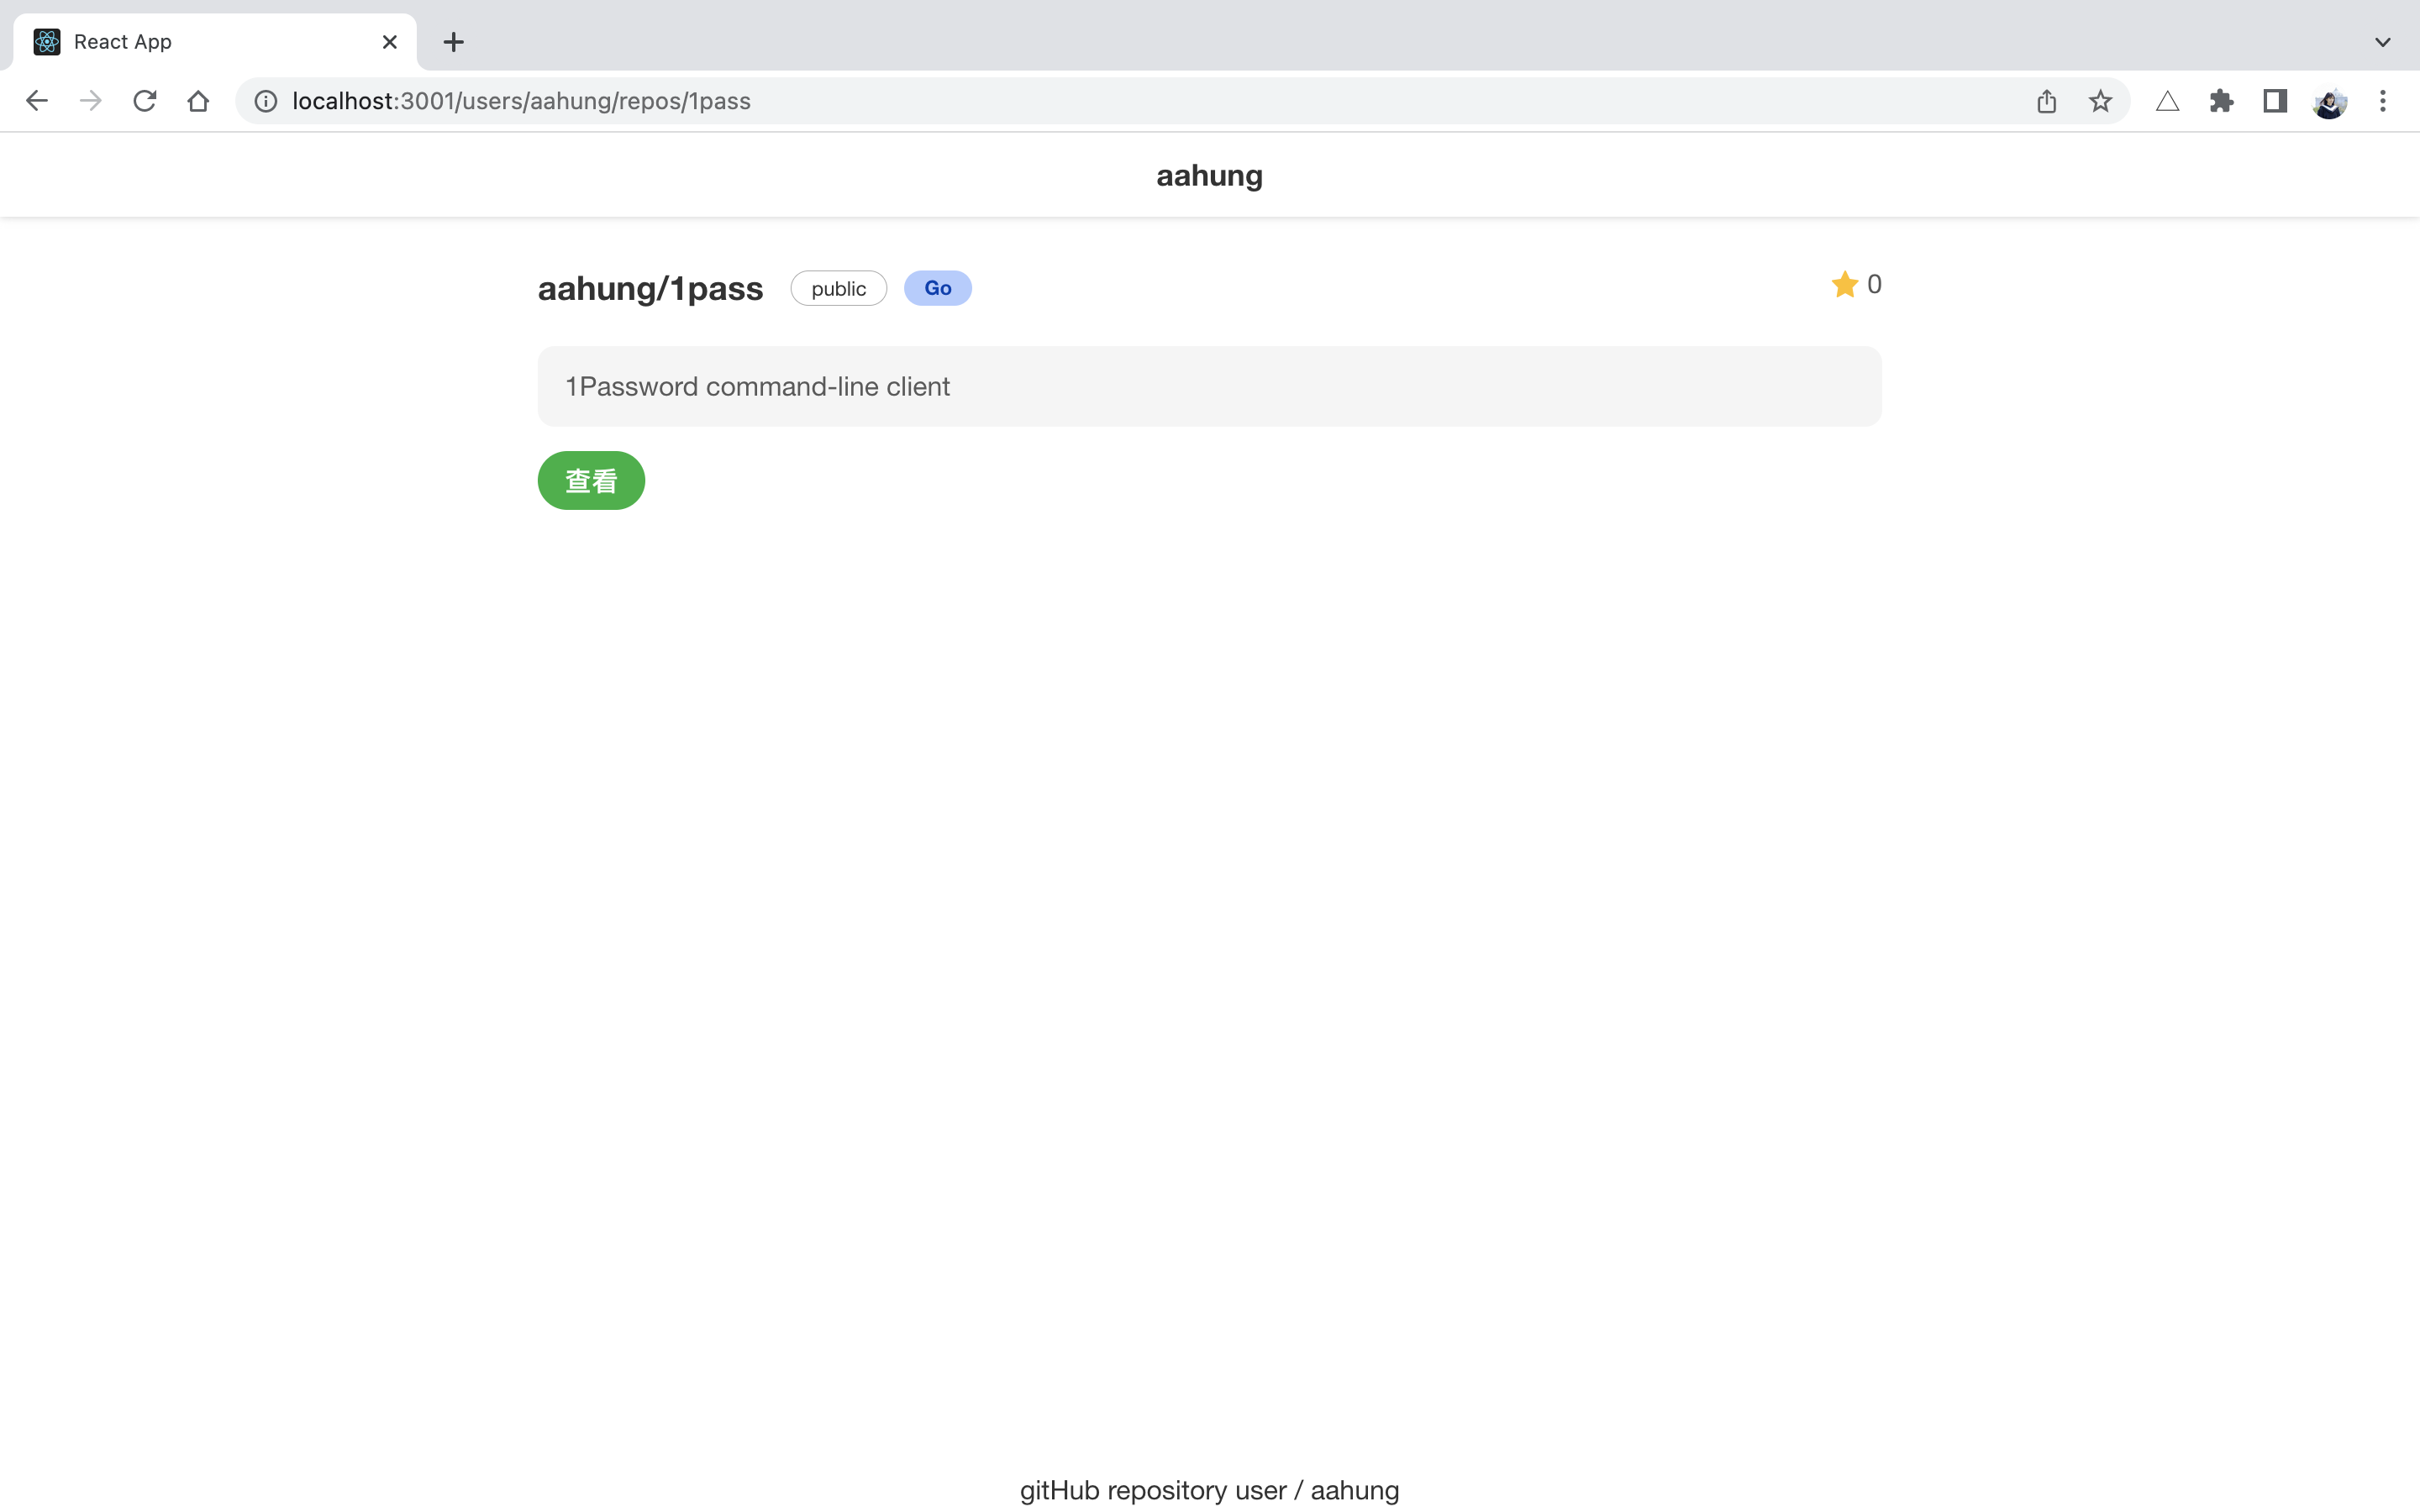 React App
localhost:3001/users/aahung/repos/1pass
aahung
aahung/1pass public Go 0
1Password command-line client
查看
gitHub repository user / aahung